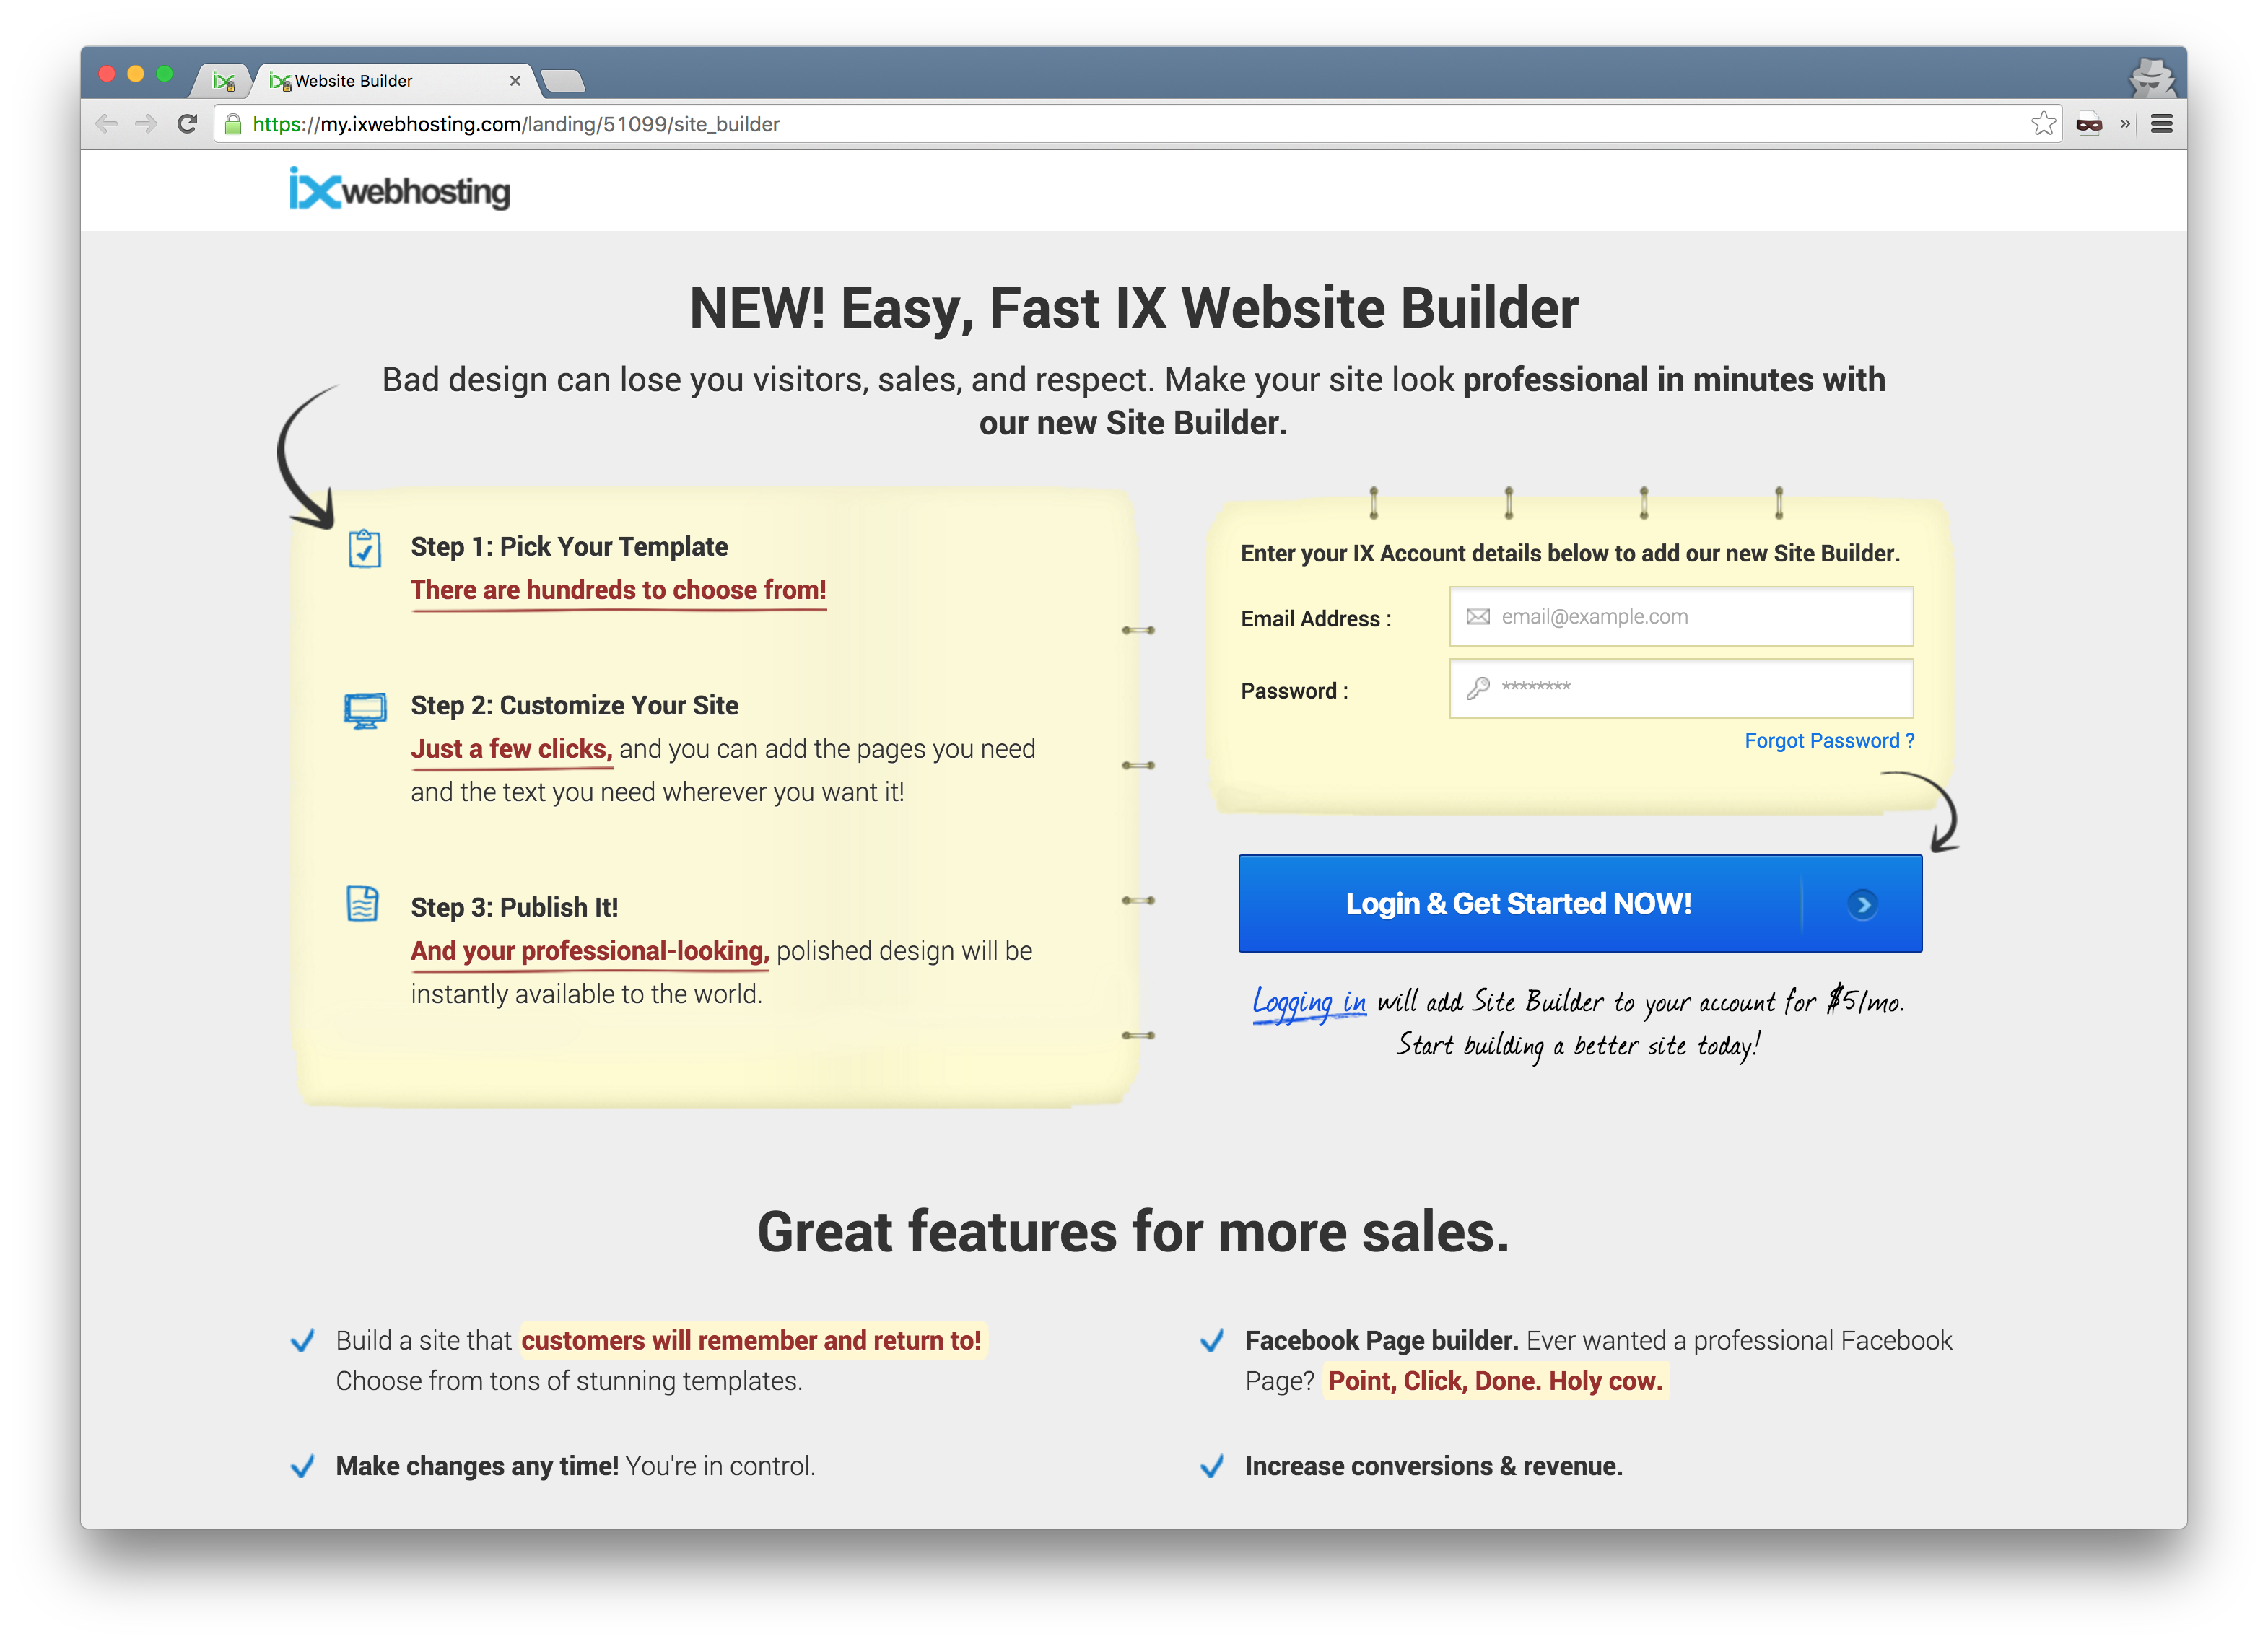 Website Builder
https://my.ixwebhosting.com/landing/51099/site_builder
ixwebhosting
NEW! Easy, Fast IX Website Builder
Bad design can lose you visitors, sales, and respect. Make your site look professional in minutes with
our new Site Builder.
Step 1: Pick Your Template
There are hundreds to choose from!
Step 2: Customize Your Site
Just a few clicks, and you can add the pages you need
and the text you need wherever you want it!
Step 3: Publish It!
And your professional-looking, polished design will be
instantly available to the world.
Enter your IX Account details below to add our new Site Builder.
Email Address :
email@example.com
Password :
********
Forgot Password ?
Login & Get Started NOW!
Logging in will add Site Builder to your account for $5/mo.
Start building a better site today!
Great features for more sales.
Build a site that customers will remember and return to!
Choose from tons of stunning templates.
Make changes any time! You're in control.
Facebook Page builder. Ever wanted a professional Facebook
Page? Point, Click, Done. Holy cow.
Increase conversions & revenue.